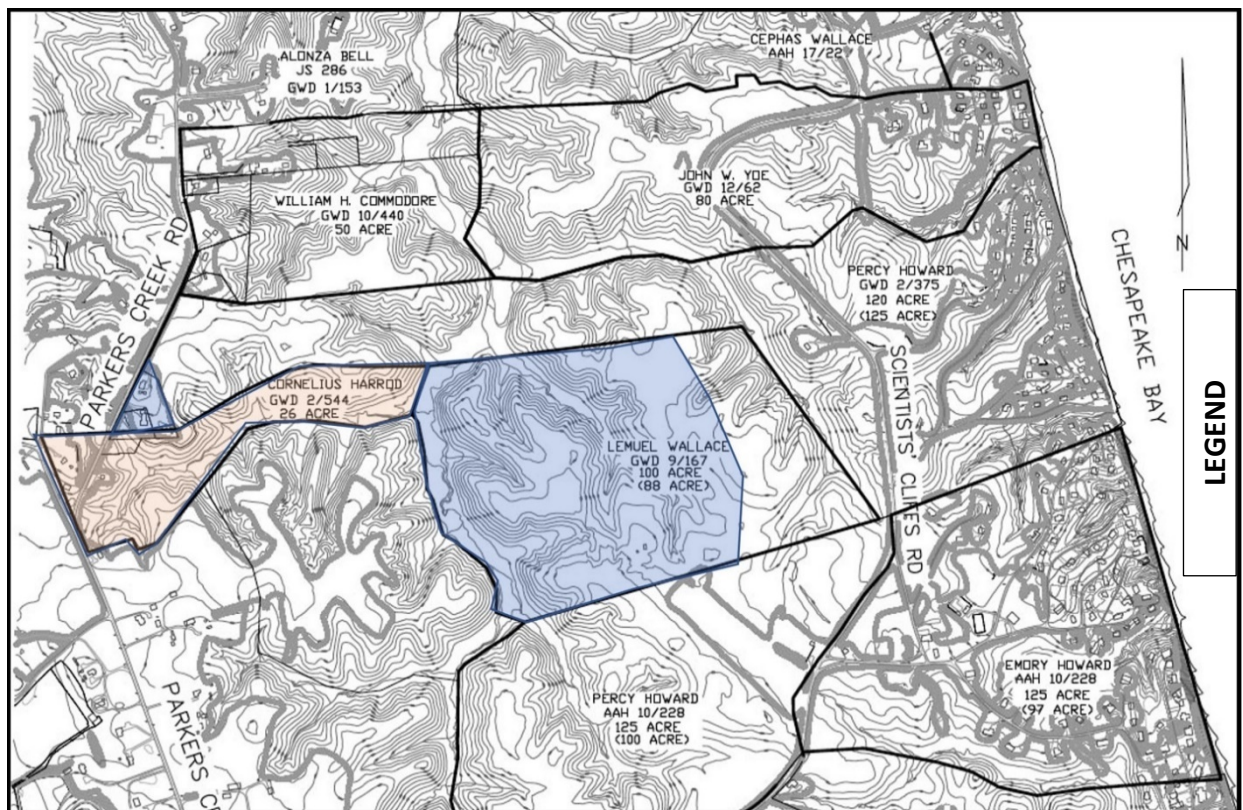 ALONZA BELL
JS 286
GWD 1/153
CEPHAS WALLACE
AAH 17/22
WILLIAM H. COMMODORE
GWD 10/440
50 ACRE
JOHN W. YOE
GWD 12/62
80 ACRE
PERCY HOWARD
GWD 2/375
120 ACRE
(125 ACRE)
CHESAPEAKE BAY
N
LEGEND
PARKERS CREEK RD
CORNELIUS HARROD
GWD 2/544
26 ACRE
LEMUEL WALLACE
GWD 9/167
100 ACRE
(88 ACRE)
SCIENTISTS' CLIFFS RD
PERCY HOWARD
AAH 10/228
125 ACRE
(100 ACRE)
EMORY HOWARD
AAH 10/228
125 ACRE
(97 ACRE)
PARKERS C